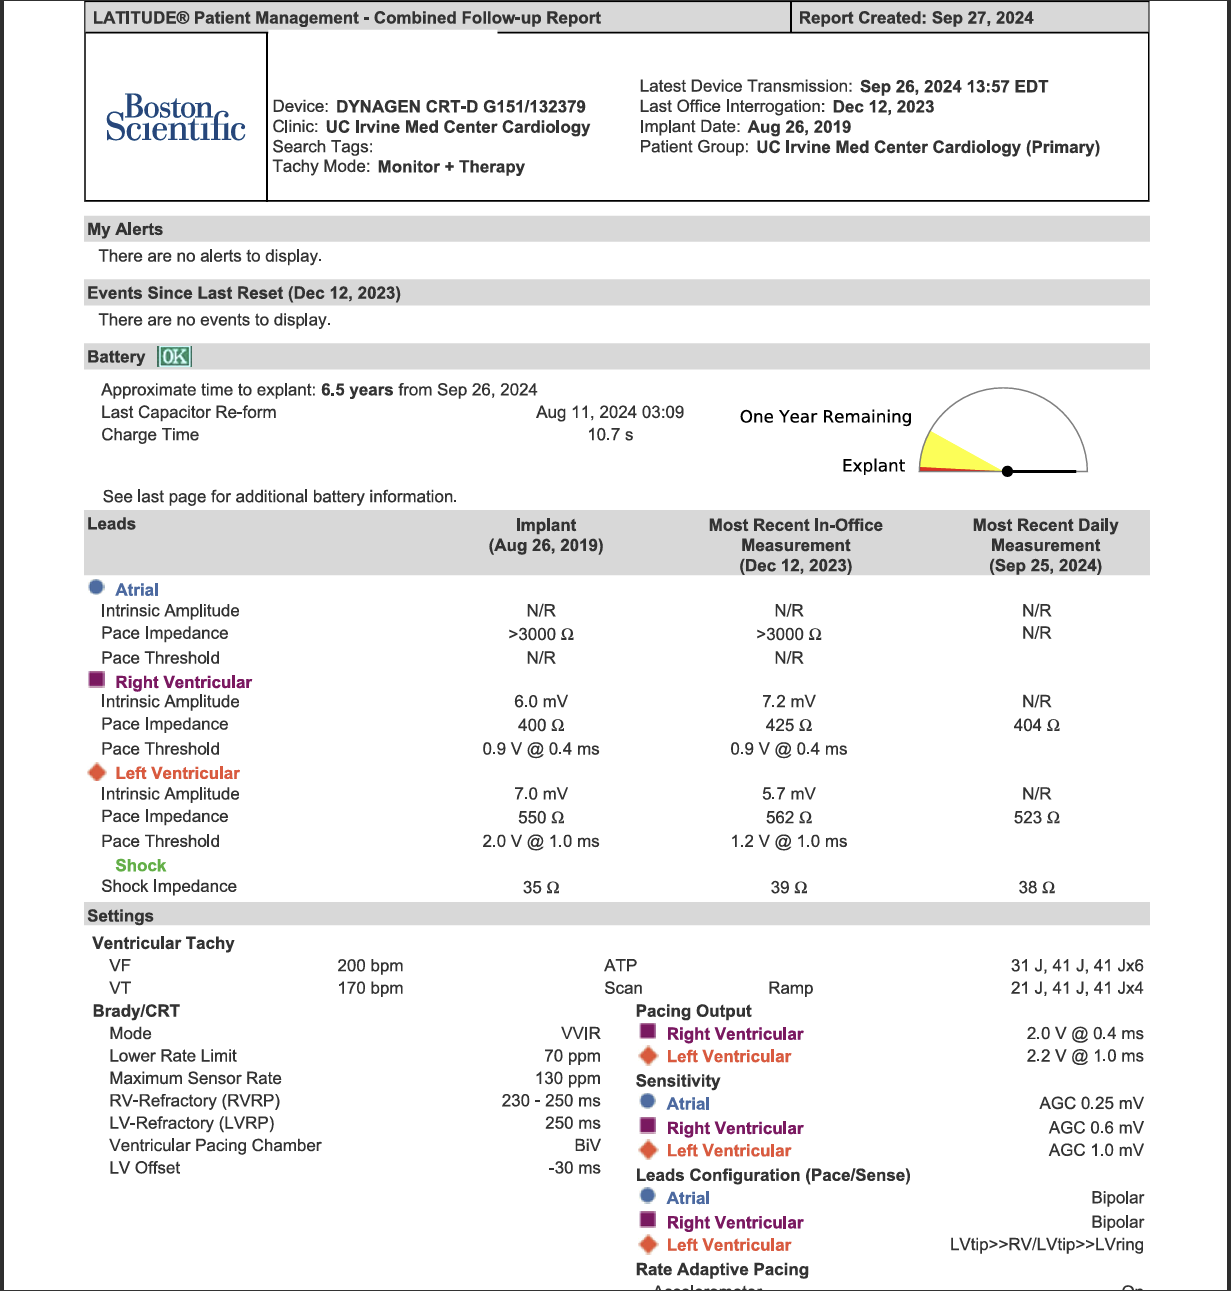 LATITUDE® Patient Management - Combined Follow-up Report Report Created: Sep 27, 2024
Boston
Scientific
Device: DYNAGEN CRT-D G151/132379
Clinic: UC Irvine Med Center Cardiology
Search Tags:
Tachy Mode: Monitor + Therapy
Latest Device Transmission: Sep 26, 2024 13:57 EDT
Last Office Interrogation: Dec 12, 2023
Implant Date: Aug 26, 2019
Patient Group: UC Irvine Med Center Cardiology (Primary)
My Alerts
There are no alerts to display.
Events Since Last Reset (Dec 12, 2023)
There are no events to display.
Battery OK
Approximate time to explant: 6.5 years from Sep 26, 2024
Last Capacitor Re-form Aug 11, 2024 03:09
Charge Time 10.7 s
One Year Remaining
Explant
See last page for additional battery information.
Leads Implant (Aug 26, 2019) Most Recent In-Office Measurement (Dec 12, 2023) Most Recent Daily Measurement (Sep 25, 2024)
Atrial
Intrinsic Amplitude N/R N/R N/R
Pace Impedance >3000 Ω >3000 Ω N/R
Pace Threshold N/R N/R
Right Ventricular
Intrinsic Amplitude 6.0 mV 7.2 mV N/R
Pace Impedance 400 Ω 425 Ω 404 Ω
Pace Threshold 0.9 V @ 0.4 ms 0.9 V @ 0.4 ms
Left Ventricular
Intrinsic Amplitude 7.0 mV 5.7 mV N/R
Pace Impedance 550 Ω 562 Ω 523 Ω
Pace Threshold 2.0 V @ 1.0 ms 1.2 V @ 1.0 ms
Shock
Shock Impedance 35 Ω 39 Ω 38 Ω
Settings
Ventricular Tachy
VF 200 bpm ATP 31 J, 41 J, 41 Jx6
VT 170 bpm Scan Ramp 21 J, 41 J, 41 Jx4
Brady/CRT
Mode VVIR
Lower Rate Limit 70 ppm
Maximum Sensor Rate 130 ppm
RV-Refractory (RVRP) 230 - 250 ms
LV-Refractory (LVRP) 250 ms
Ventricular Pacing Chamber BiV
LV Offset -30 ms
Pacing Output
Right Ventricular 2.0 V @ 0.4 ms
Left Ventricular 2.2 V @ 1.0 ms
Sensitivity
Atrial AGC 0.25 mV
Right Ventricular AGC 0.6 mV
Left Ventricular AGC 1.0 mV
Leads Configuration (Pace/Sense)
Atrial Bipolar
Right Ventricular Bipolar
Left Ventricular LVtip>>RV/LVtip>>LVring
Rate Adaptive Pacing